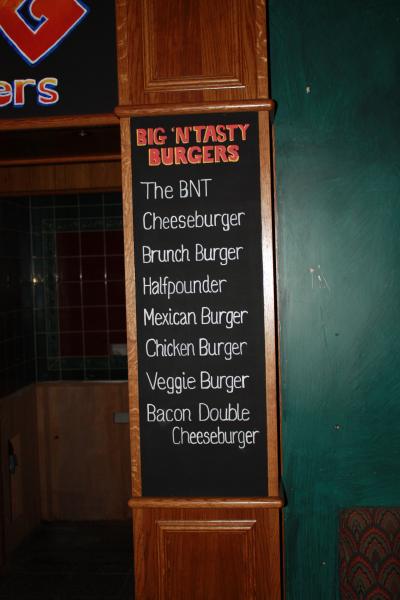 ers
BIG 'N' TASTY
BURGERS
The BNT
Cheeseburger
Brunch Burger
Halfpounder
Mexican Burger
Chicken Burger
Veggie Burger
Bacon Double
Cheeseburger